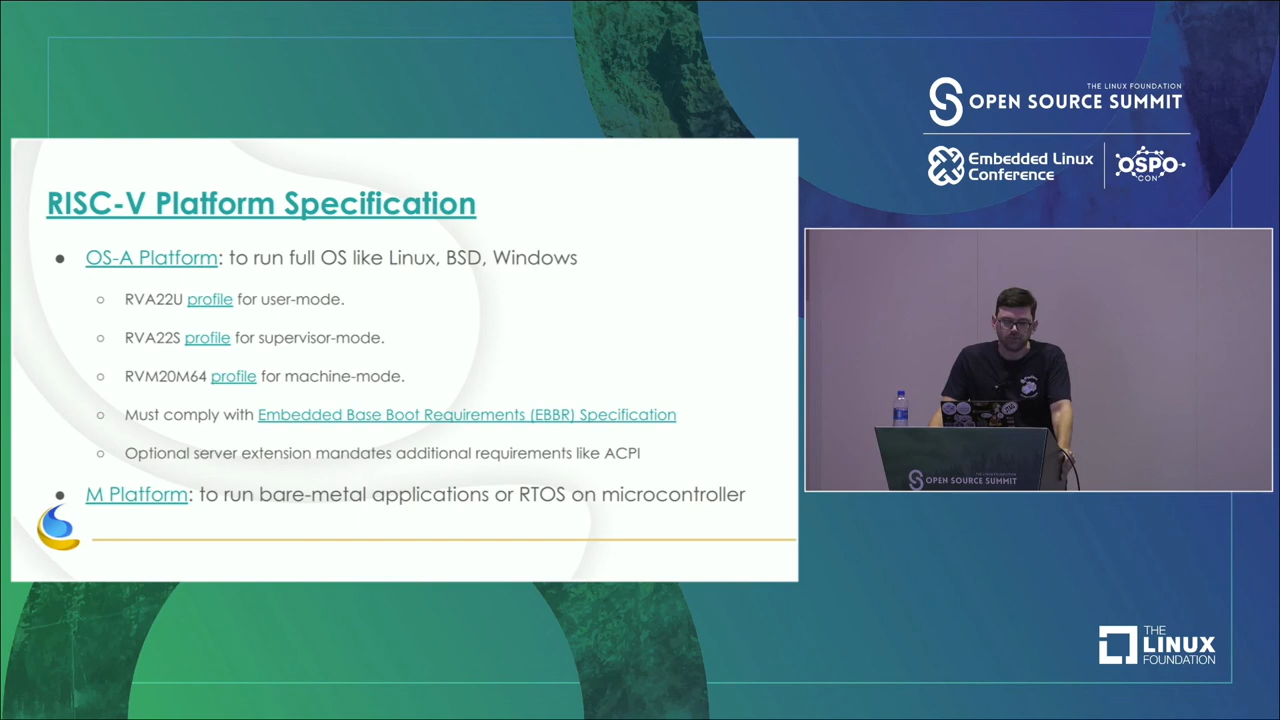 THE LINUX FOUNDATION
OPEN SOURCE SUMMIT
Embedded Linux
Conference
OSPO
CON
RISC-V Platform Specification
● OS-A Platform: to run full OS like Linux, BSD, Windows
○ RVA22U profile for user-mode.
○ RVA22S profile for supervisor-mode.
○ RVM20M64 profile for machine-mode.
○ Must comply with Embedded Base Boot Requirements (EBBR) Specification
○ Optional server extension mandates additional requirements like ACPI
● M Platform: to run bare-metal applications or RTOS on microcontroller
OPEN SOURCE SUMMIT
THE
LINUX
FOUNDATION